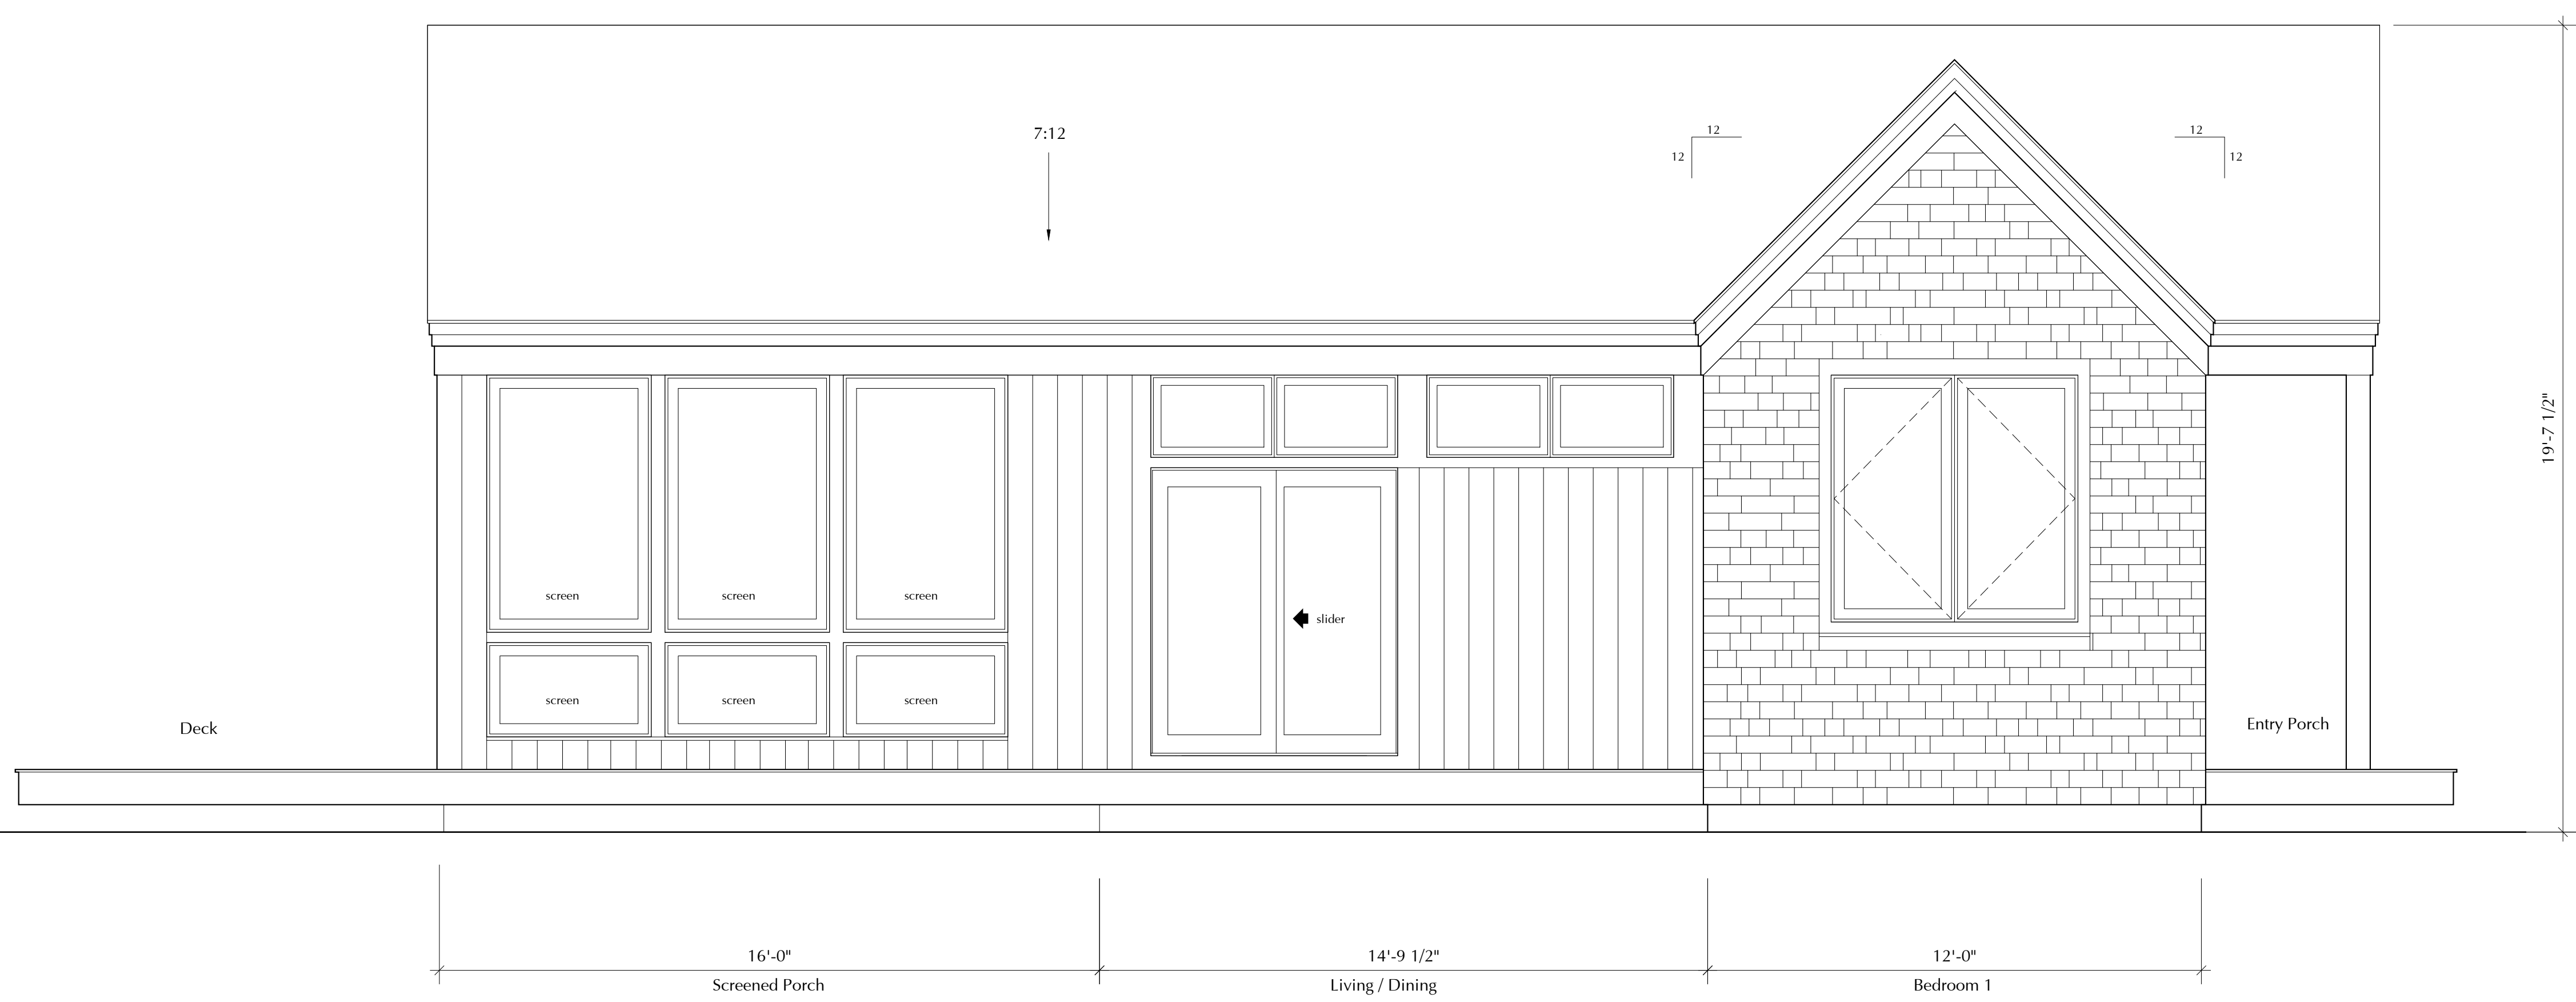 7:12
12
12
12
12
19'-7 1/2"
screen
screen
screen
slider
screen
screen
screen
Deck
Entry Porch
16'-0"
14'-9 1/2"
12'-0"
Screened Porch
Living / Dining
Bedroom 1